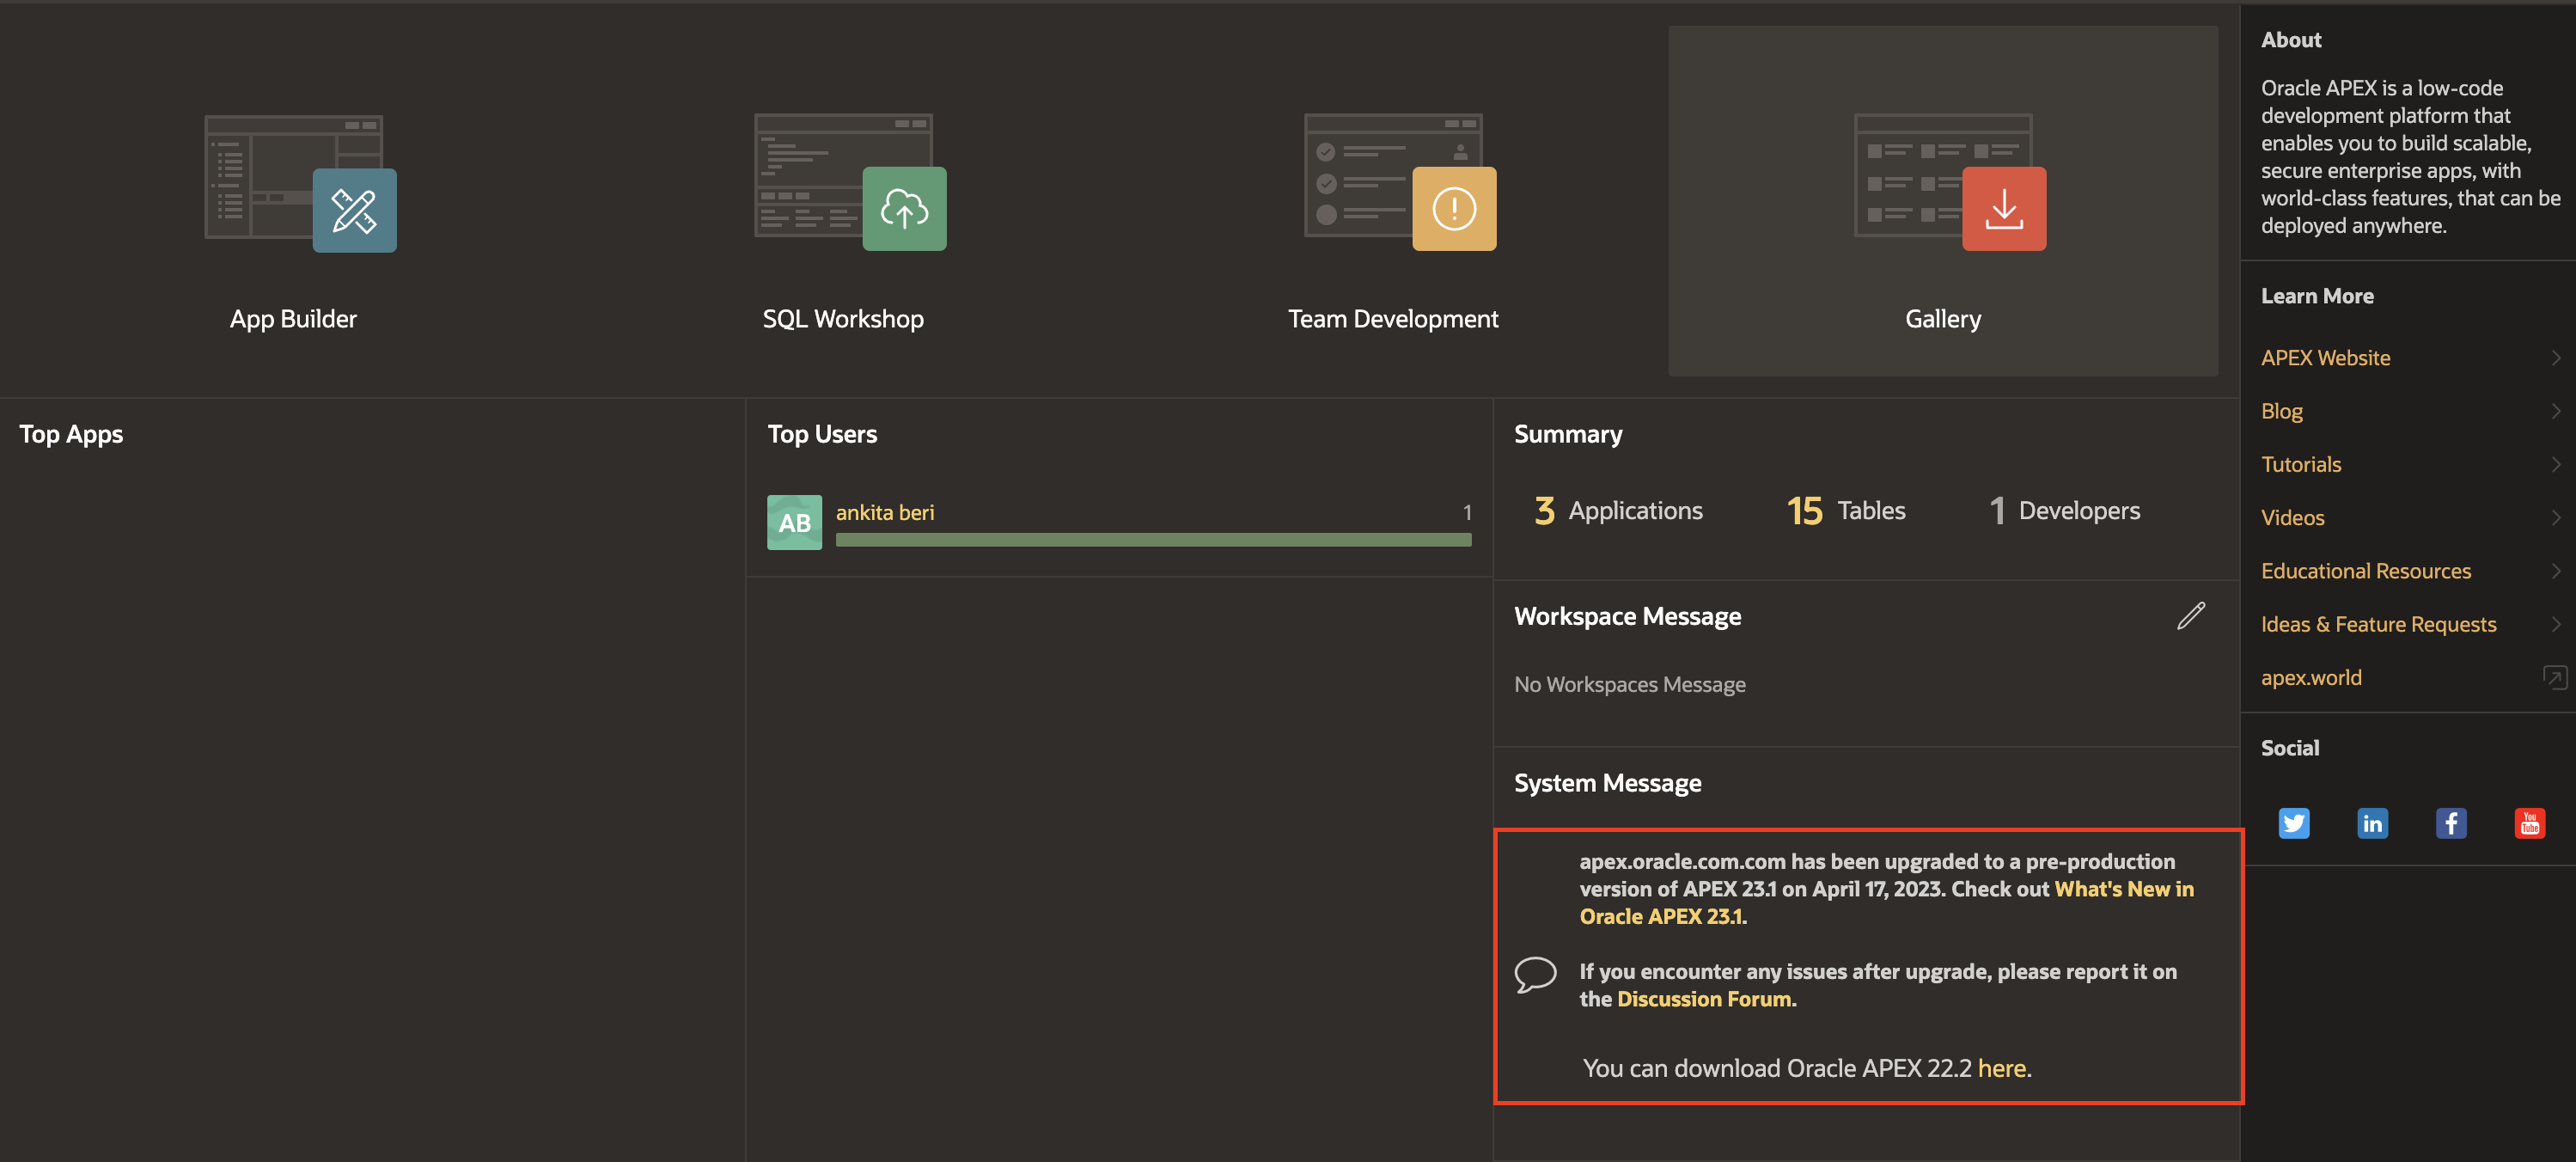 App Builder
SQL Workshop
Team Development
Gallery
Top Apps
Top Users
AB
ankita beri
1
Summary
3 Applications
15 Tables
1 Developers
Workspace Message
No Workspaces Message
System Message
apex.oracle.com.com has been upgraded to a pre-production
version of APEX 23.1 on April 17, 2023. Check out What's New in
Oracle APEX 23.1.
If you encounter any issues after upgrade, please report it on
the Discussion Forum.
You can download Oracle APEX 22.2 here.
About
Oracle APEX is a low-code
development platform that
enables you to build scalable,
secure enterprise apps, with
world-class features, that can be
deployed anywhere.
Learn More
APEX Website
Blog
Tutorials
Videos
Educational Resources
Ideas & Feature Requests
apex.world
Social
in
f
You
Tube